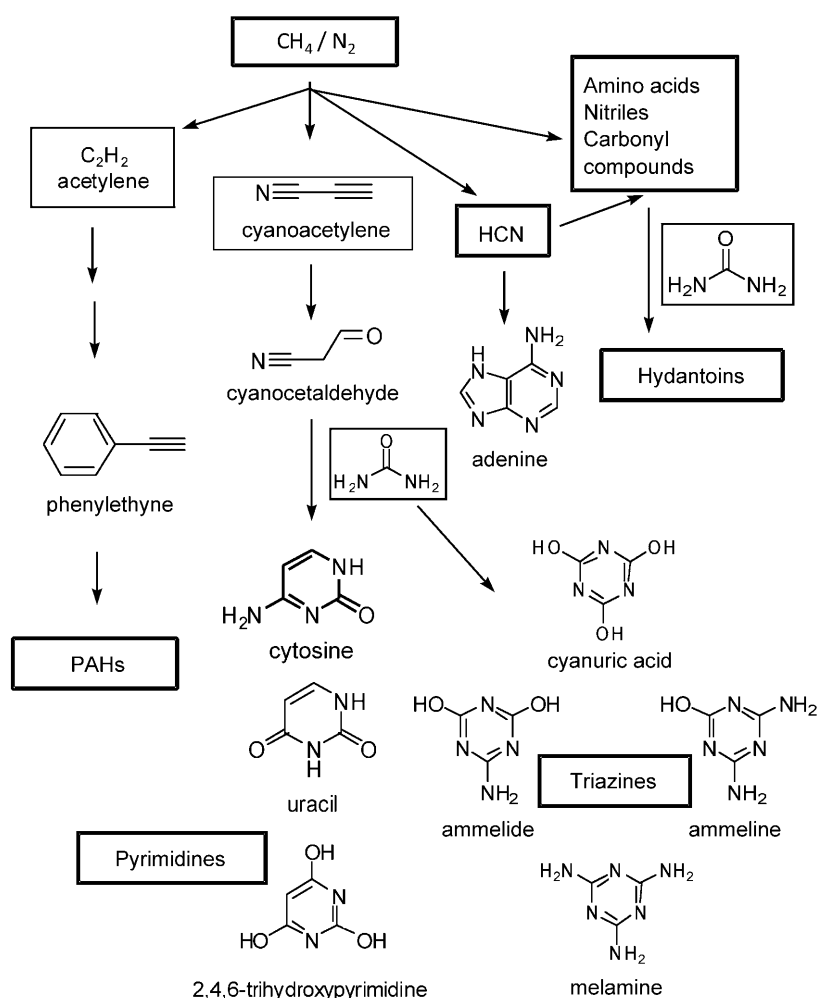 CH4 / N2
Amino acids
Nitriles
Carbonyl
compounds
C2H2
acetylene
N
cyanoacetylene
HCN
O
H2N NH2
N O
cyanocetaldehyde
NH2
H
N
N
N
N
adenine
Hydantoins
phenylethyne
O
H2N NH2
NH
H2N N O
cytosine
HO N OH
N N
OH
cyanuric acid
PAHs
NH
O N O
H
uracil
HO N OH
N N
NH2
ammelide
Triazines
HO N NH2
N N
NH2
ammeline
Pyrimidines
OH
N
HO N OH
2,4,6-trihydroxypyrimidine
H2N N NH2
N N
NH2
melamine